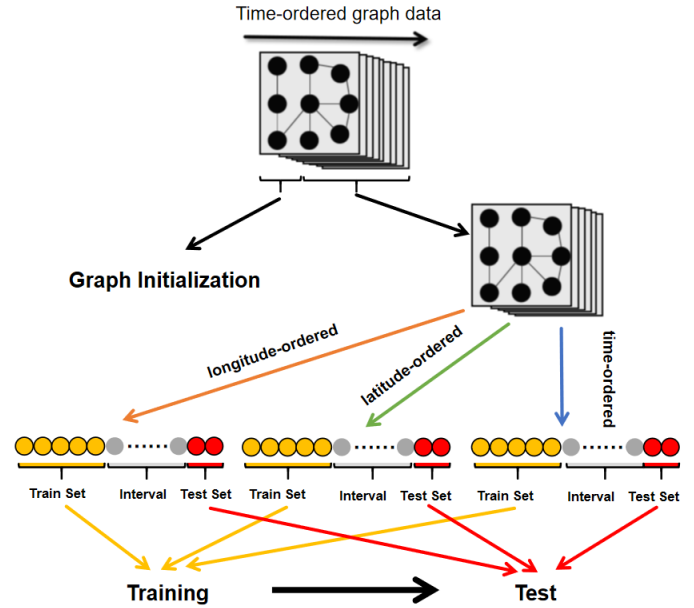 Time-ordered graph data
Graph Initialization
longitude-ordered
latitude-ordered
time-ordered
Train Set
Interval
Test Set
Train Set
Interval
Test Set
Train Set
Interval
Test Set
Training
Test